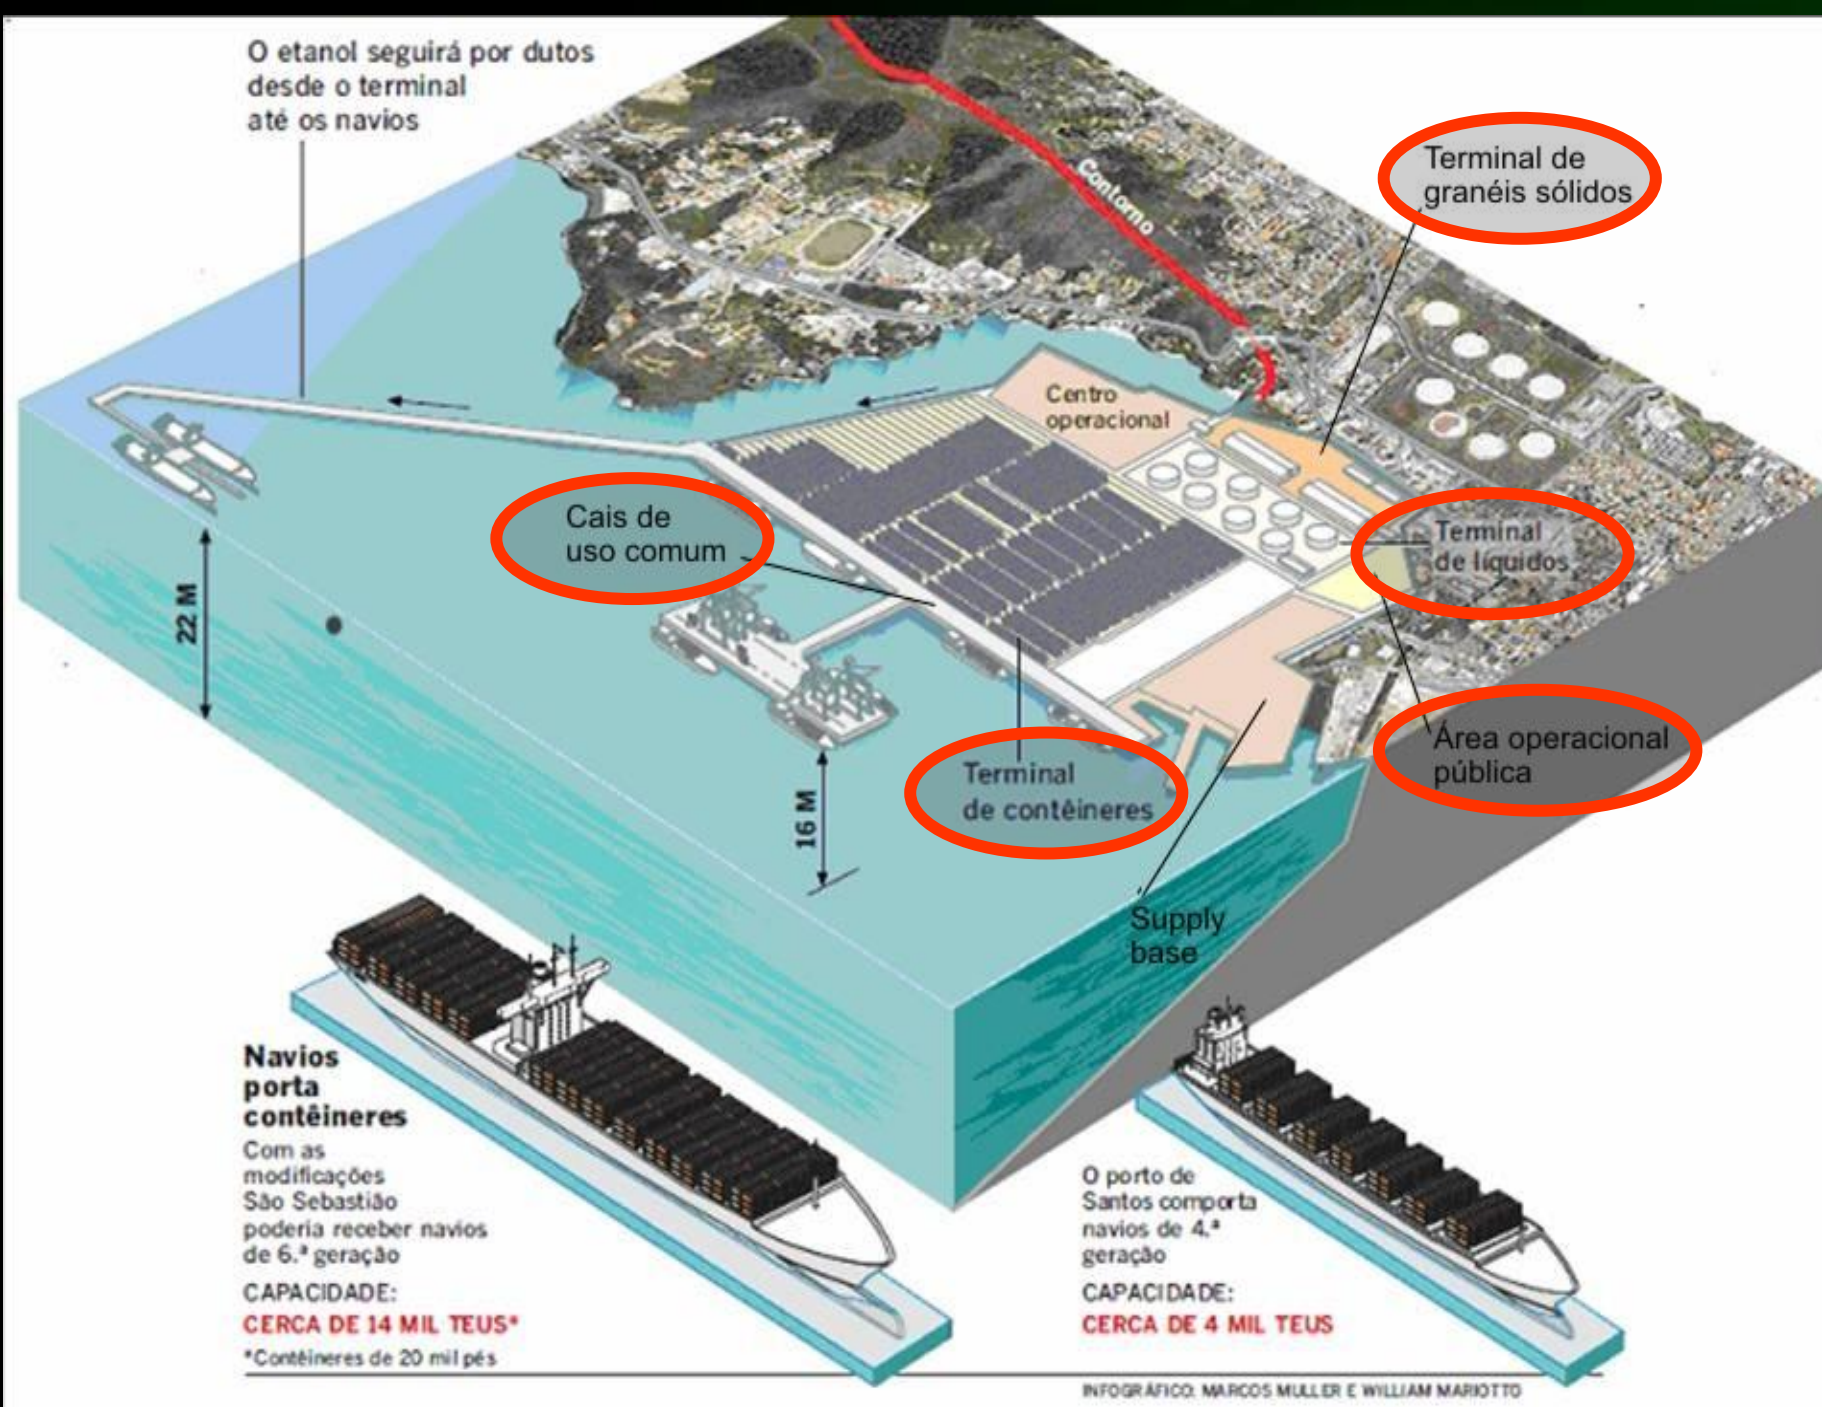 O etanol seguirá por dutos
desde o terminal
até os navios
Contorno
Terminal de
granéis sólidos
Centro
operacional
Cais de
uso comum
Terminal
de líquidos
22 M
Área operacional
pública
Terminal
de contêineres
16 M
Supply
base
Navios
porta
contêineres
Com as
modificações
São Sebastião
poderia receber navios
de 6.ª geração
CAPACIDADE:
CERCA DE 14 MIL TEUS*
*Contêineres de 20 mil pés
O porto de
Santos comporta
navios de 4.ª
geração
CAPACIDADE:
CERCA DE 4 MIL TEUS
INFOGRÁFICO: MARCOS MULLER E WILLIAM MARIOTTO